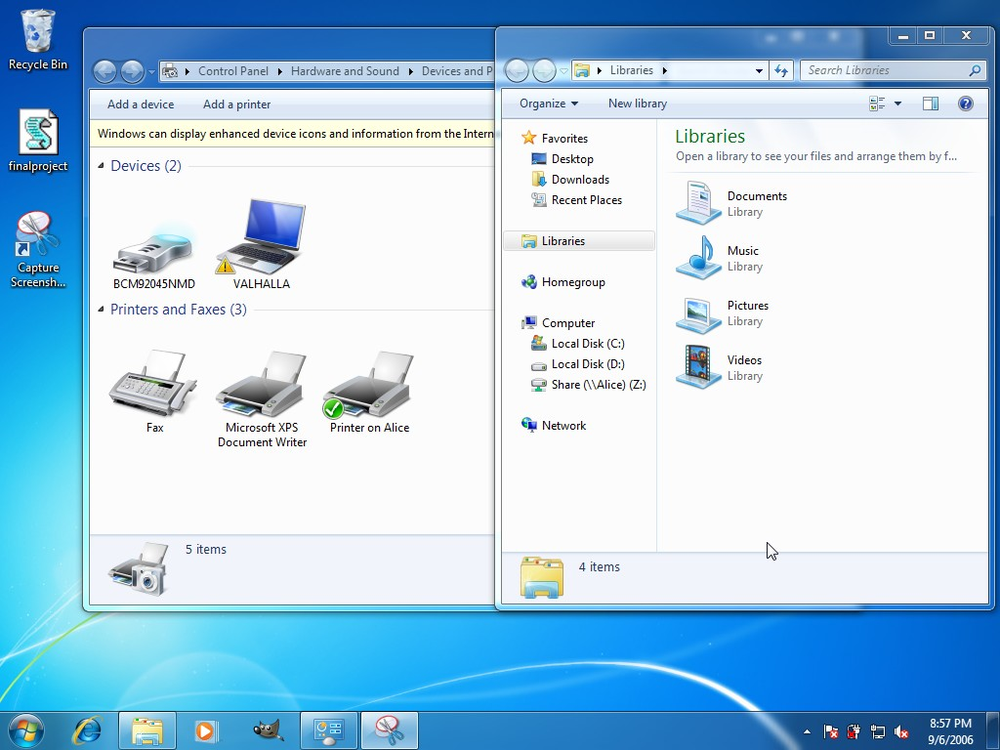 Recycle Bin
finalproject
Capture
Screensh...
Control Panel
Hardware and Sound
Devices and P
Add a device
Add a printer
Windows can display enhanced device icons and information from the Intern
Devices (2)
BCM92045NMD
VALHALLA
Printers and Faxes (3)
Fax
Microsoft XPS
Document Writer
Printer on Alice
5 items
Libraries
Search Libraries
Organize
New library
Favorites
Desktop
Downloads
Recent Places
Libraries
Homegroup
Computer
Local Disk (C:)
Local Disk (D:)
Share (\\Alice) (Z:)
Network
Libraries
Open a library to see your files and arrange them by f...
Documents
Library
Music
Library
Pictures
Library
Videos
Library
4 items
8:57 PM
9/6/2006